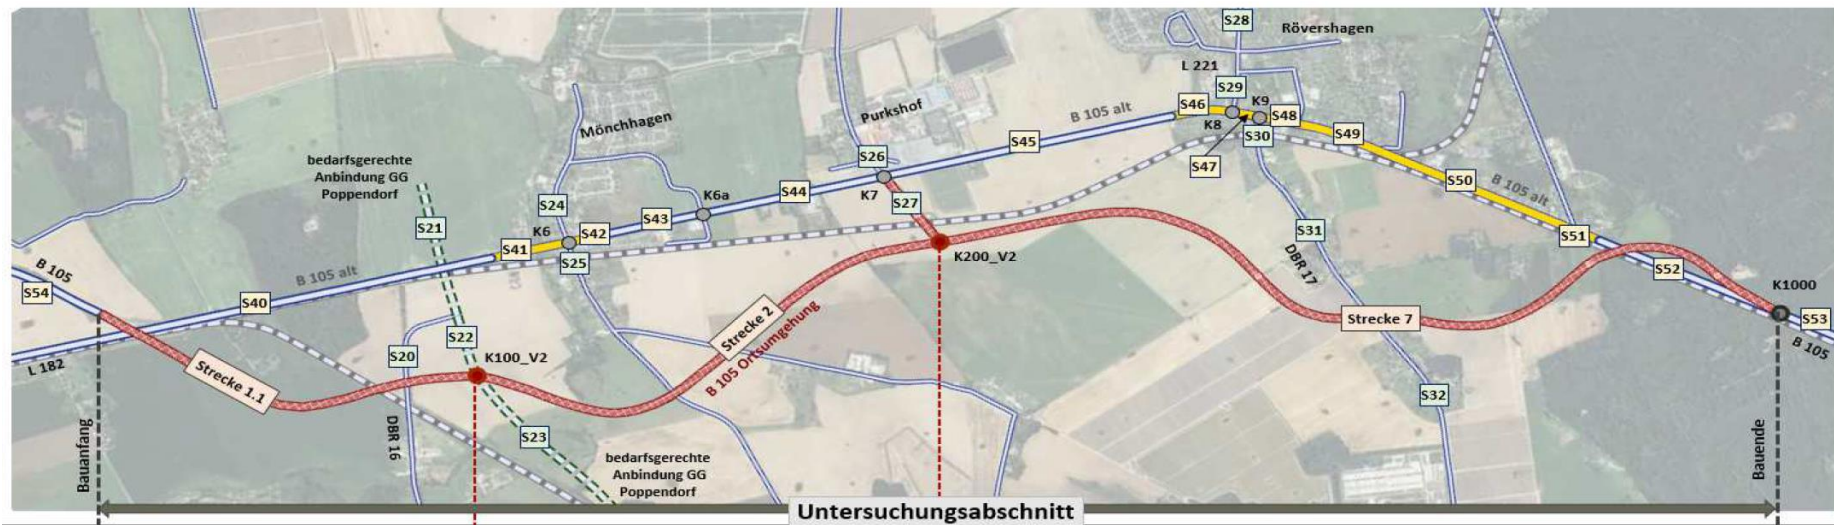 S28
Rövershagen
L 221
S29
K9
S46
S48
B 105 alt
K8
S30
S49
Purkshof
Mönchhagen
S45
S47
bedarfsgerechte
Anbindung GG
Poppendorf
S26
S50
B 105 alt
K6a
S44
K7
S27
S24
S43
S21
K6
S42
S41
S25
S31
S51
K200_V2
DBR 17
S52
B 105
B 105 alt
S54
S40
K1000
Strecke 2
Strecke 7
S53
B 105
B 105 Ortsumgehung
S22
S20
K100_V2
L 182
Strecke 1.1
S32
DBR 16
S23
Bauanfang
Bauende
bedarfsgerechte
Anbindung GG
Poppendorf
Untersuchungsabschnitt